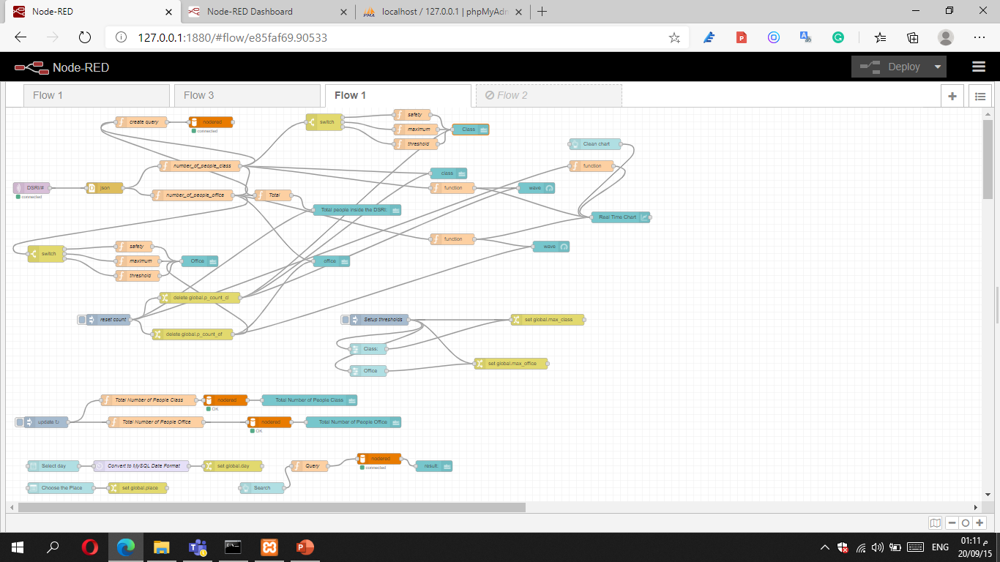 Node-RED
Node-RED Dashboard
localhost / 127.0.0.1 | phpMyAdm
127.0.0.1:1880/#flow/e85faf69.90533
Node-RED
Deploy
Flow 1
Flow 3
Flow 1
Flow 2
create query
nodered
connected
switch
safety
maximum
threshold
Class
Clean chart
number_of_people_class
class
function
DSRI/#
connected
json
number_of_people_office
Total
function
wave
Total people inside the DSRI:
Real Time Chart
function
wave
switch
safety
maximum
threshold
Office
office
delete global.p_count_cl
reset count
delete global.p_count_of
Setup thresholds
set global.max_class
Class:
Office
set global.max_office
Total Number of People Class
nodered
OK
Total Number of People Class
update ↻
Total Number of People Office
nodered
OK
Total Number of People Office
Select day
Convert to MySQL Date Format
set global.day
Query
nodered
connected
result:
Choose the Place
set global.place
Search
ENG
01:11 م
20/09/15